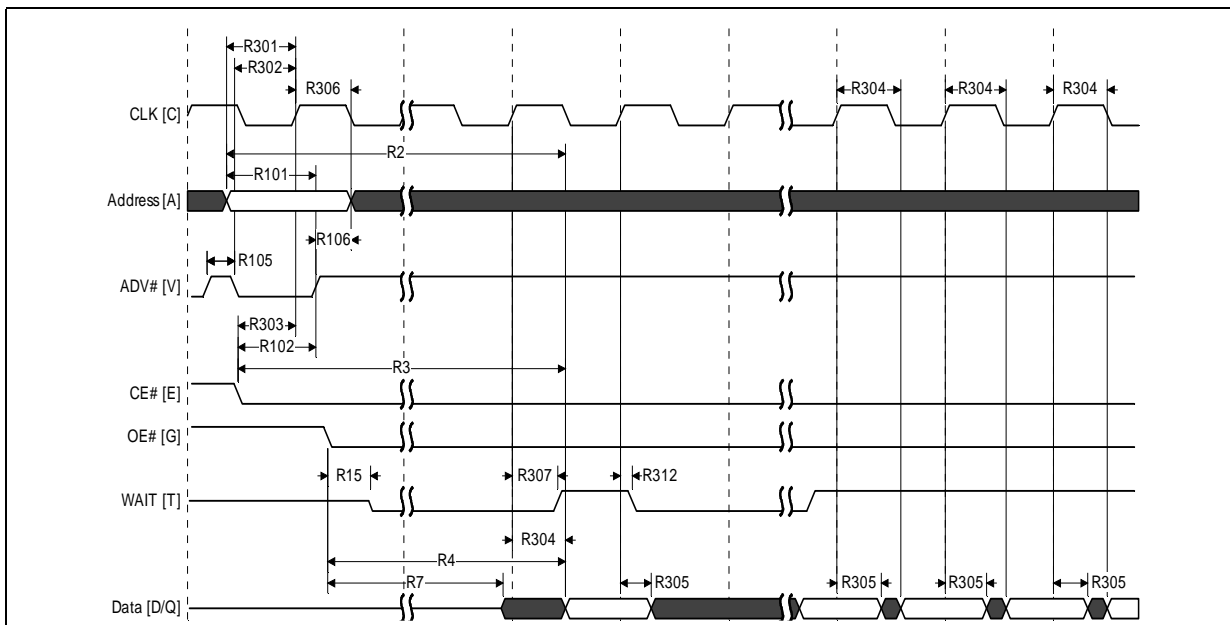 R301
R302
R306
R304
R304
R304
CLK [C]
R2
R101
Address [A]
R106
R105
ADV# [V]
R303
R102
R3
CE# [E]
OE# [G]
R15
R307
R312
WAIT [T]
R304
R4
R7
R305
R305
R305
R305
Data [D/Q]